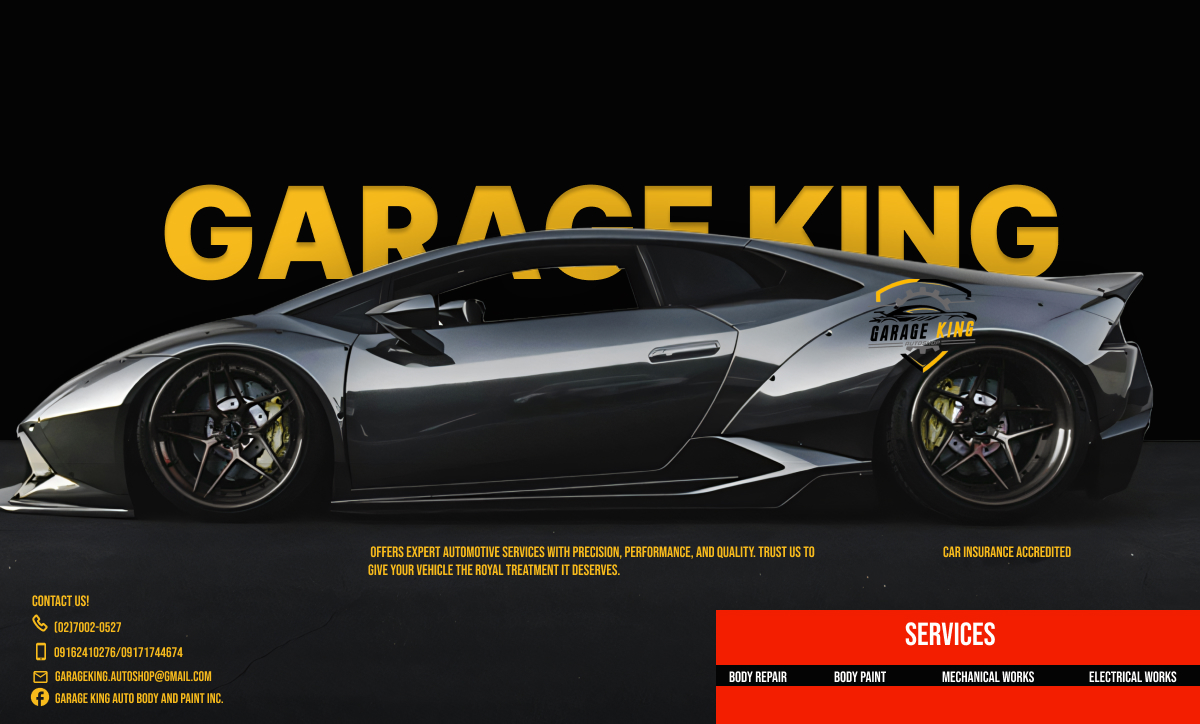 GARAGE KING
GARAGE KING
AUTOSHOP
OFFERS EXPERT AUTOMOTIVE SERVICES WITH PRECISION, PERFORMANCE, AND QUALITY. TRUST US TO
GIVE YOUR VEHICLE THE ROYAL TREATMENT IT DESERVES.
CAR INSURANCE ACCREDITED
CONTACT US!
(02)7002-0527
09162410276/09171744674
GARAGEKING.AUTOSHOP@GMAIL.COM
GARAGE KING AUTO BODY AND PAINT INC.
SERVICES
BODY REPAIR BODY PAINT MECHANICAL WORKS ELECTRICAL WORKS